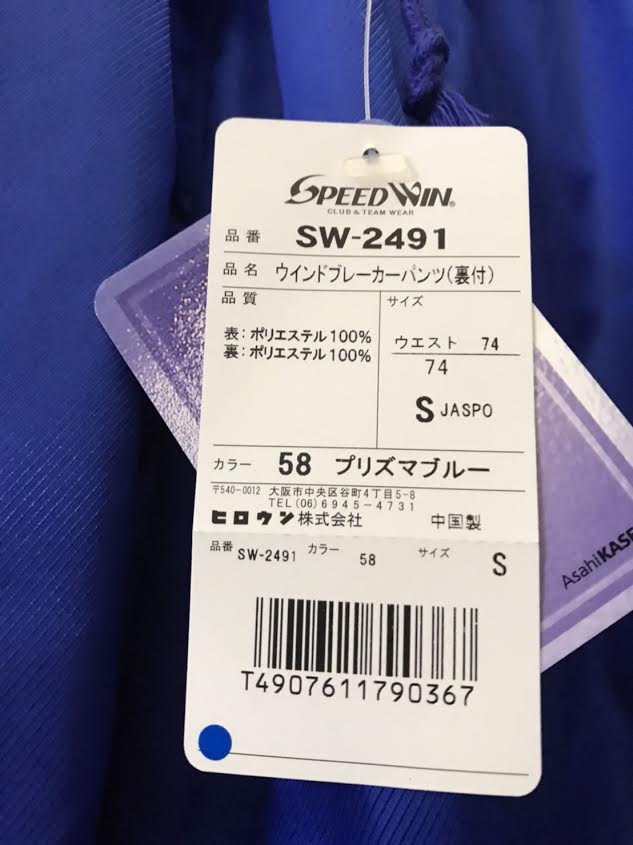 SPEED WIN®
CLUB & TEAM WEAR
品番 SW-2491
品名 ウインドブレーカーパンツ(裏付)
品質
表:ポリエステル100%
裏:ポリエステル100%
サイズ
ウエスト 74
74
S JASPO
カラー 58 プリズマブルー
〒540-0012 大阪市中央区谷町4丁目5-8
TEL(06)6945-4731
ヒロウン株式会社 中国製
品番 SW-2491 カラー 58 サイズ S
T4907611790367
AsahiKASE